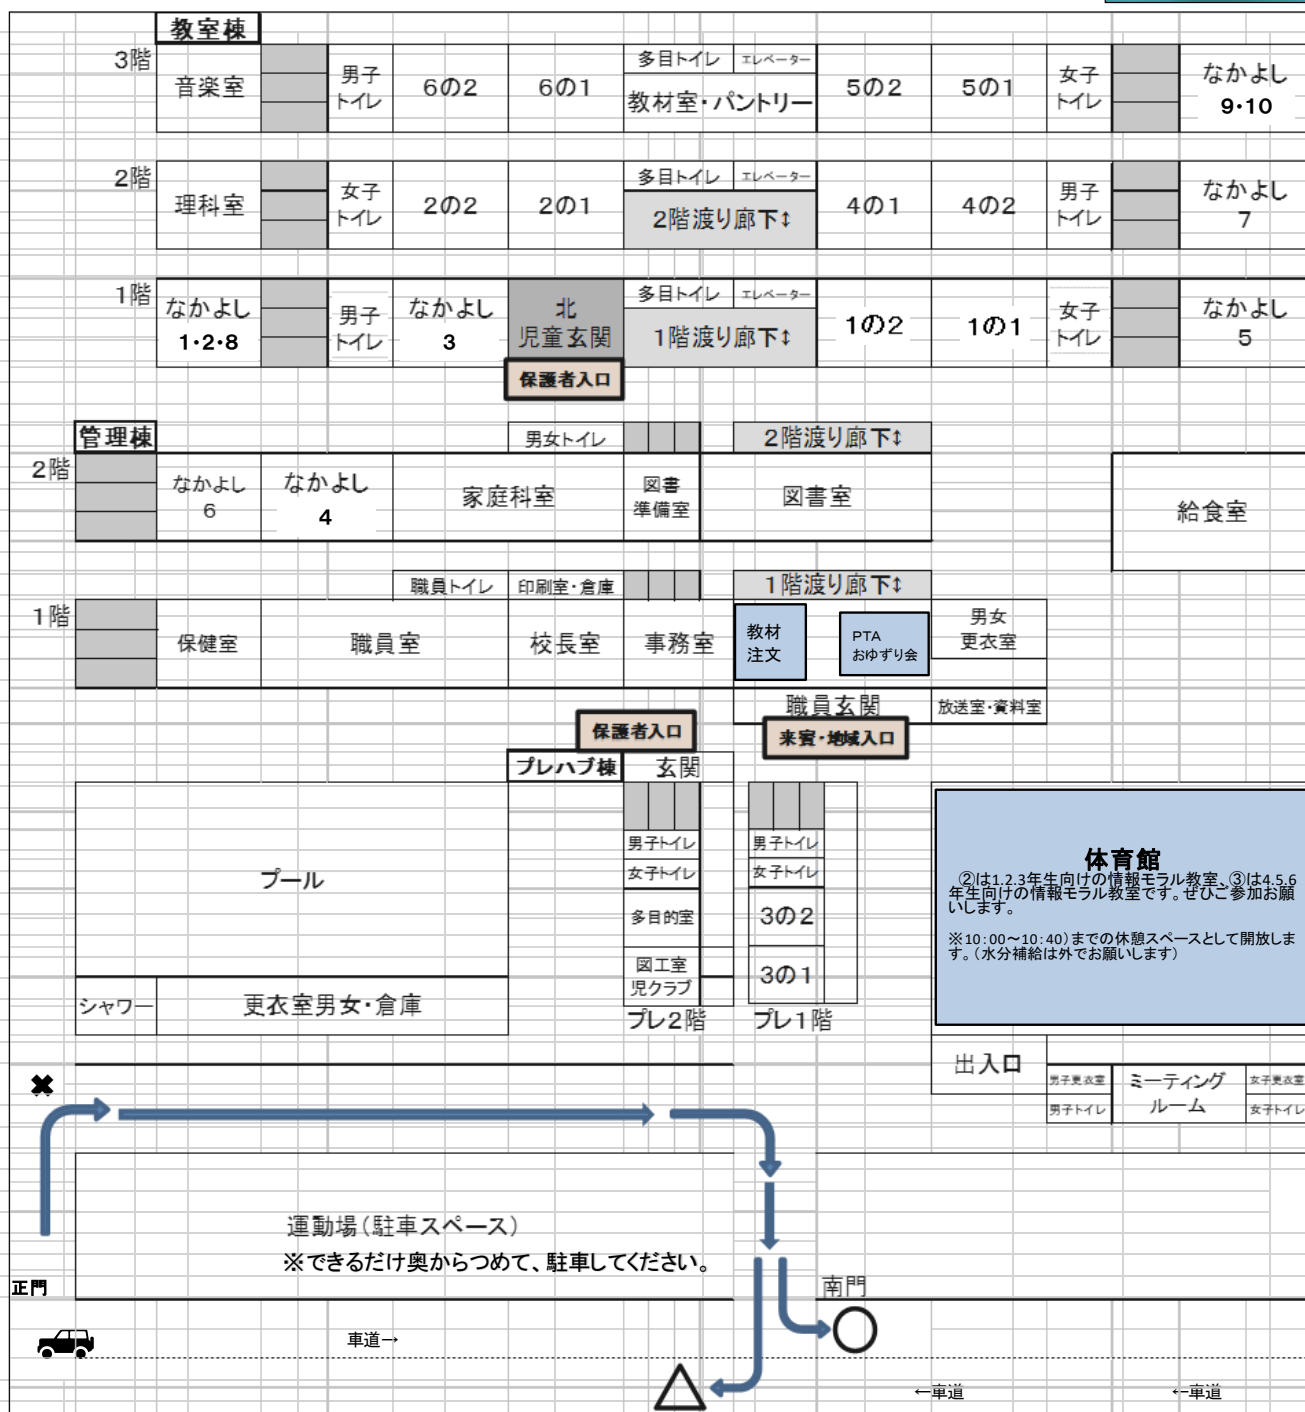 教室棟
3階
音楽室
男子
トイレ
6の2
6の1
多目トイレ
エレベーター
教材室・パントリー
5の2
5の1
女子
トイレ
なかよし
9・10
2階
理科室
女子
トイレ
2の2
2の1
多目トイレ
エレベーター
2階渡り廊下↕
4の1
4の2
男子
トイレ
なかよし
7
1階
なかよし
1・2・8
男子
トイレ
なかよし
3
北
児童玄関
多目トイレ
エレベーター
1階渡り廊下↕
1の2
1の1
女子
トイレ
なかよし
5
保護者入口
管理棟
男女トイレ
2階渡り廊下↕
2階
なかよし
6
なかよし
4
家庭科室
図書
準備室
図書室
給食室
職員トイレ
印刷室・倉庫
1階渡り廊下↕
1階
保健室
職員室
校長室
事務室
教材
注文
PTA
おゆずり会
男女
更衣室
職員玄関
放送室・資料室
保護者入口
来賓・地域入口
プレハブ棟
玄関
プール
男子トイレ
女子トイレ
多目的室
図工室
児クラブ
プレ2階
男子トイレ
女子トイレ
3の2
3の1
プレ1階
体育館
②は1.2.3年生向けの情報モラル教室、③は4.5.6
年生向けの情報モラル教室です。ぜひご参加お願
いします。
※10:00～10:40)までの休憩スペースとして開放しま
す。(水分補給は外でお願いします)
シャワー
更衣室男女・倉庫
出入口
男子更衣室
男子トイレ
ミーティング
ルーム
女子更衣室
女子トイレ
運動場(駐車スペース)
※できるだけ奥からつめて、駐車してください。
正門
南門
車道→
←車道
←車道